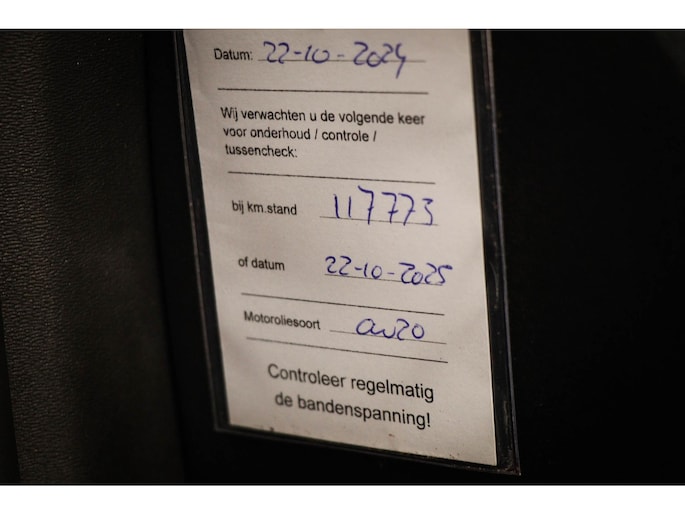 Datum: 22-10-2024
Wij verwachten u de volgende keer
voor onderhoud / controle /
tussencheck:
bij km.stand 117773
of datum 22-10-2025
Motoroliesoort 0w20
Controleer regelmatig
de bandenspanning!